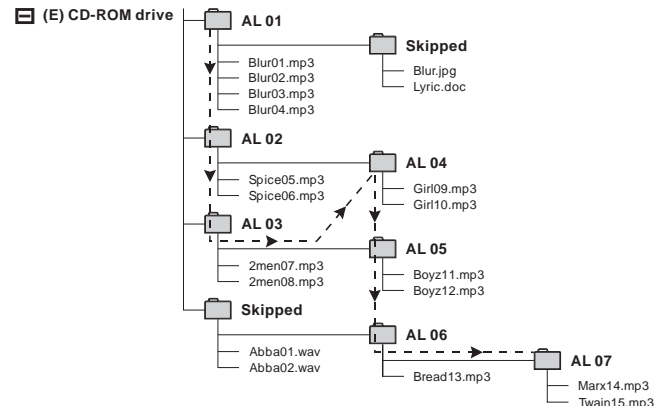 (E) CD-ROM drive
AL 01
Blur01.mp3
Blur02.mp3
Blur03.mp3
Blur04.mp3
Skipped
Blur.jpg
Lyric.doc
AL 02
Spice05.mp3
Spice06.mp3
AL 04
Girl09.mp3
Girl10.mp3
AL 03
2men07.mp3
2men08.mp3
AL 05
Boyz11.mp3
Boyz12.mp3
Skipped
Abba01.wav
Abba02.wav
AL 06
Bread13.mp3
AL 07
Marx14.mp3
Twain15.mp3